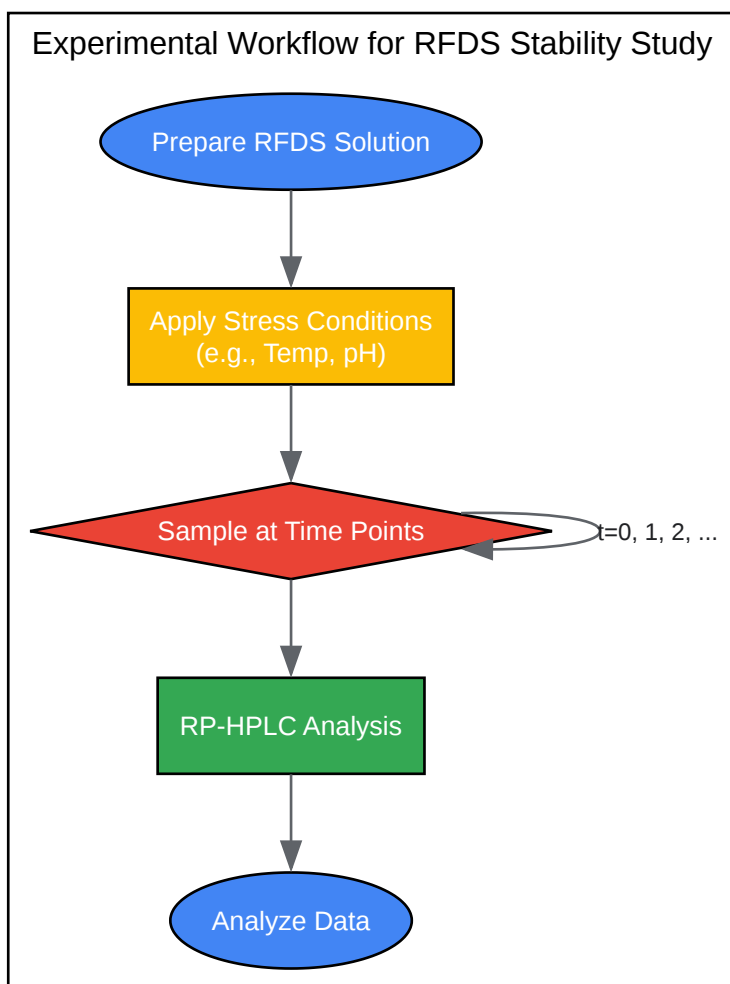 Experimental Workflow for RFDS Stability Study
Prepare RFDS Solution
Apply Stress Conditions
(e.g., Temp, pH)
Sample at Time Points
t=0, 1, 2, ...
RP-HPLC Analysis
Analyze Data